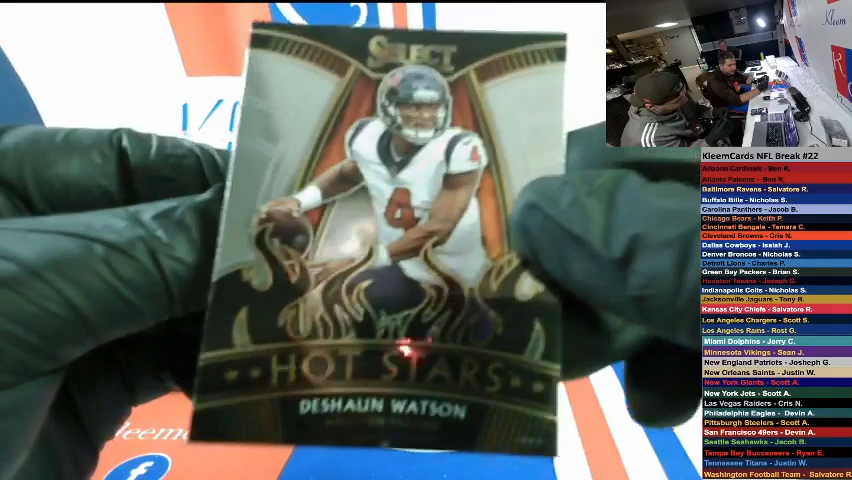 SELECT
4
4
HOT STARS
DESHAUN WATSON
Kleem
KleemCards NFL Break #22
Arizona Cardinals - Ben K.
Atlanta Falcons - Ben K.
Baltimore Ravens - Salvatore R.
Buffalo Bills - Nicholas S.
Carolina Panthers - Jacob B.
Chicago Bears - Keith P.
Cincinnati Bengals - Tamara C.
Cleveland Browns - Cris N.
Dallas Cowboys - Isaiah J.
Denver Broncos - Nicholas S.
Detroit Lions - Charles P.
Green Bay Packers - Brian S.
Houston Texans - Joseph G.
Indianapolis Colts - Nicholas S.
Jacksonville Jaguars - Tony B.
Kansas City Chiefs - Salvatore R.
Los Angeles Chargers - Scott S.
Los Angeles Rams - Rost G.
Miami Dolphins - Jerry C.
Minnesota Vikings - Sean J.
New England Patriots - Josheph G.
New Orleans Saints - Justin W.
New York Giants - Scott A.
New York Jets - Scott A.
Las Vegas Raiders - Cris N.
Philadelphia Eagles - Devin A.
Pittsburg Steelers - Scott A.
San Francisco 49ers - Devin A.
Seattle Seahawks - Jacob B.
Tampa Bay Buccaneers - Ryan E.
Tennessee Titans - Justin W.
Washington Football Team - Salvatore R